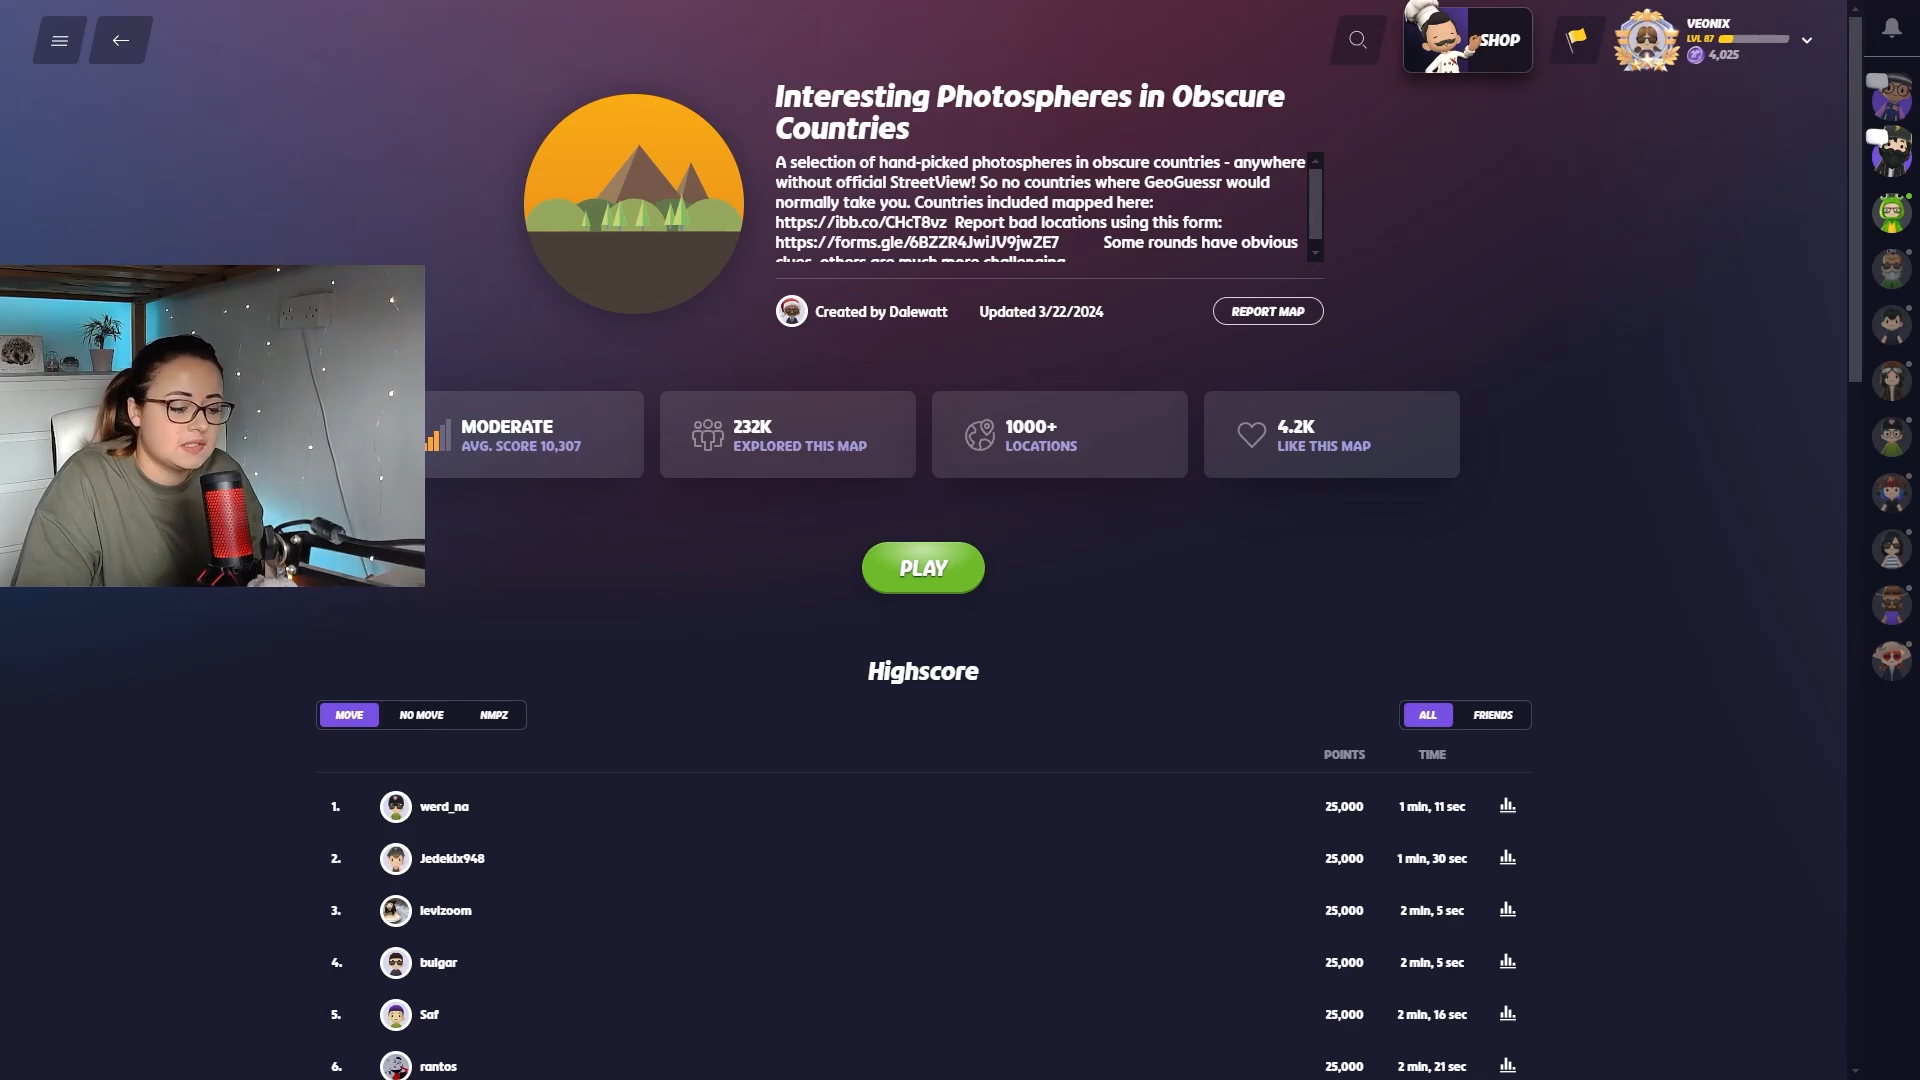 SHOP
VEONIX
LVL 87
4,025
Interesting Photospheres in Obscure
Countries
A selection of hand-picked photospheres in obscure countries - anywhere
without official StreetView! So no countries where GeoGuessr would
normally take you. Countries included mapped here:
https://ibb.co/CHcT8vz Report bad locations using this form:
https://forms.gle/6BZZR4JwiJV9jwZE7 Some rounds have obvious
clues, others are much more challenging
Created by Dalewatt
Updated 3/22/2024
REPORT MAP
MODERATE
AVG. SCORE 10,307
232K
EXPLORED THIS MAP
1000+
LOCATIONS
4.2K
LIKE THIS MAP
PLAY
Highscore
MOVE NO MOVE NMPZ
ALL FRIENDS
POINTS TIME
1. werd_na 25,000 1 min, 11 sec
2. Jedekix948 25,000 1 min, 30 sec
3. levizoom 25,000 2 min, 5 sec
4. bulgar 25,000 2 min, 5 sec
5. Saf 25,000 2 min, 16 sec
6. rantos 25,000 2 min, 21 sec